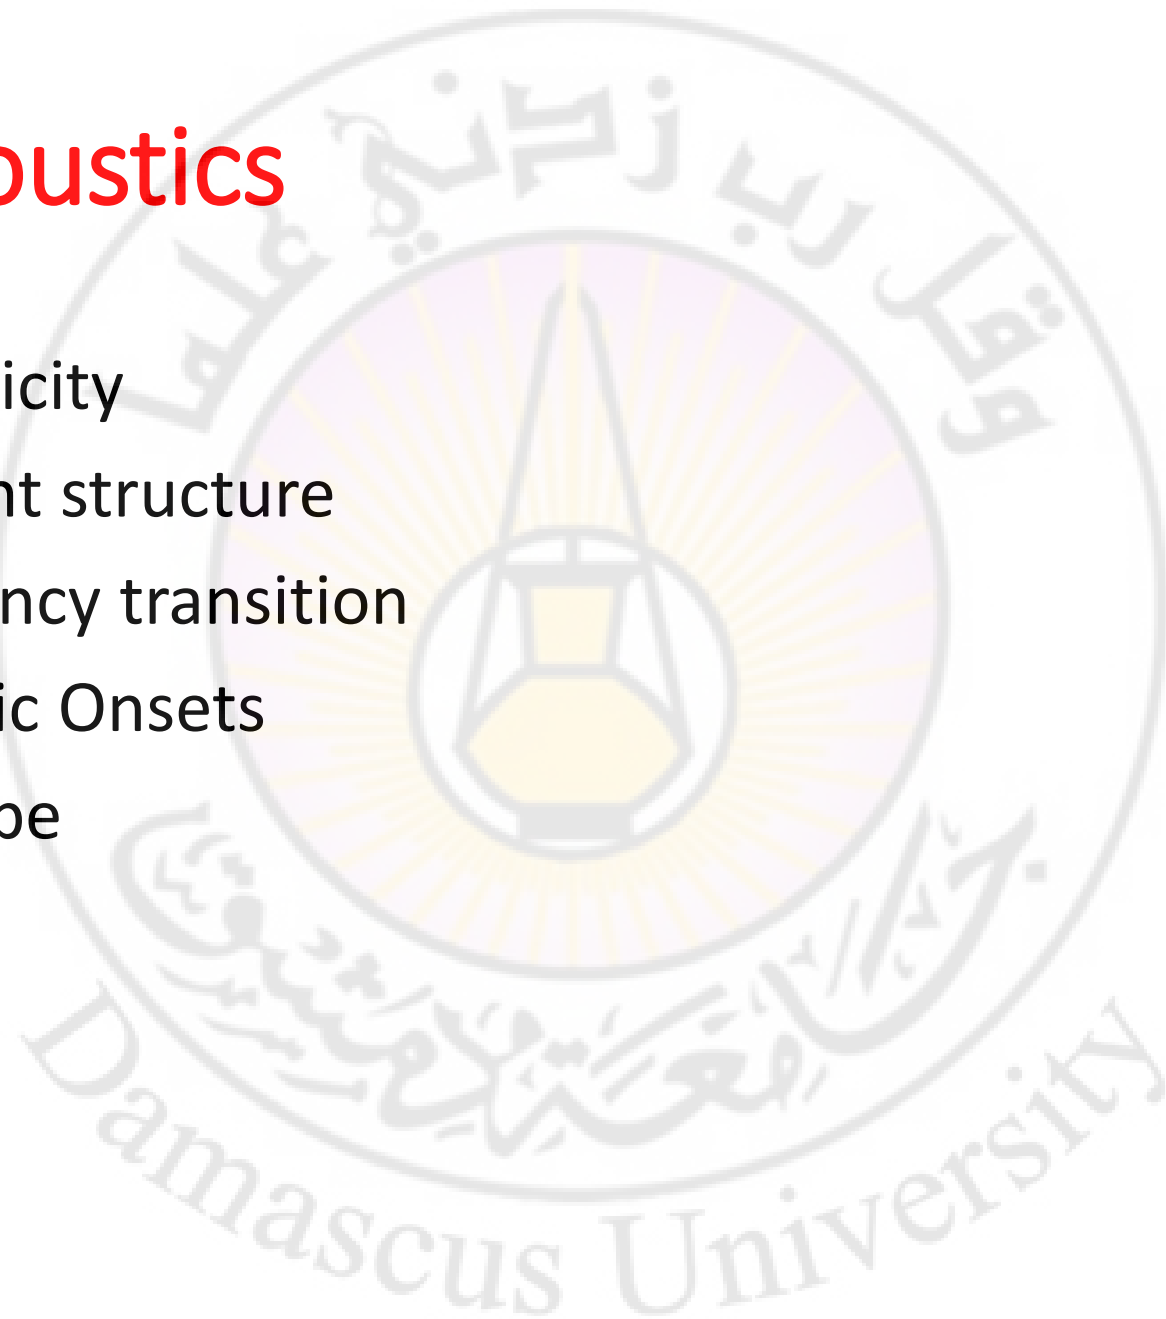 oustics
icity
nt structure
ncy transition
ic Onsets
pe
وقل رب زدني علما
جامعة دمشق
Damascus University